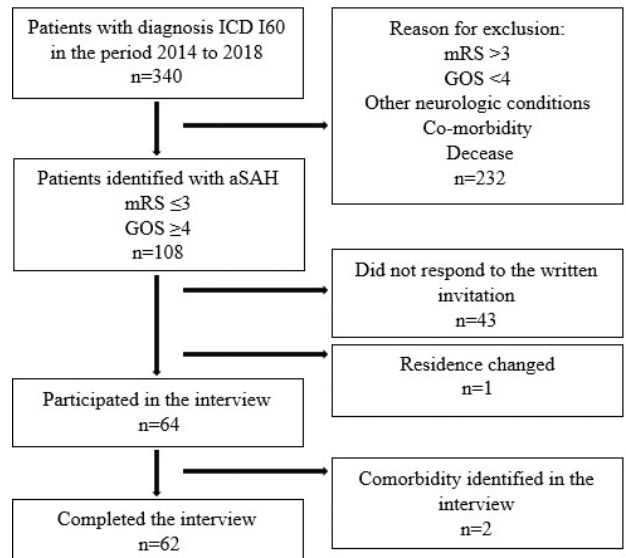 Patients with diagnosis ICD I60
in the period 2014 to 2018
n=340
Reason for exclusion:
mRS >3
GOS <4
Other neurologic conditions
Co-morbidity
Decease
n=232
Patients identified with aSAH
mRS ≤3
GOS ≥4
n=108
Did not respond to the written
invitation
n=43
Residence changed
n=1
Participated in the interview
n=64
Comorbidity identified in the
interview
n=2
Completed the interview
n=62